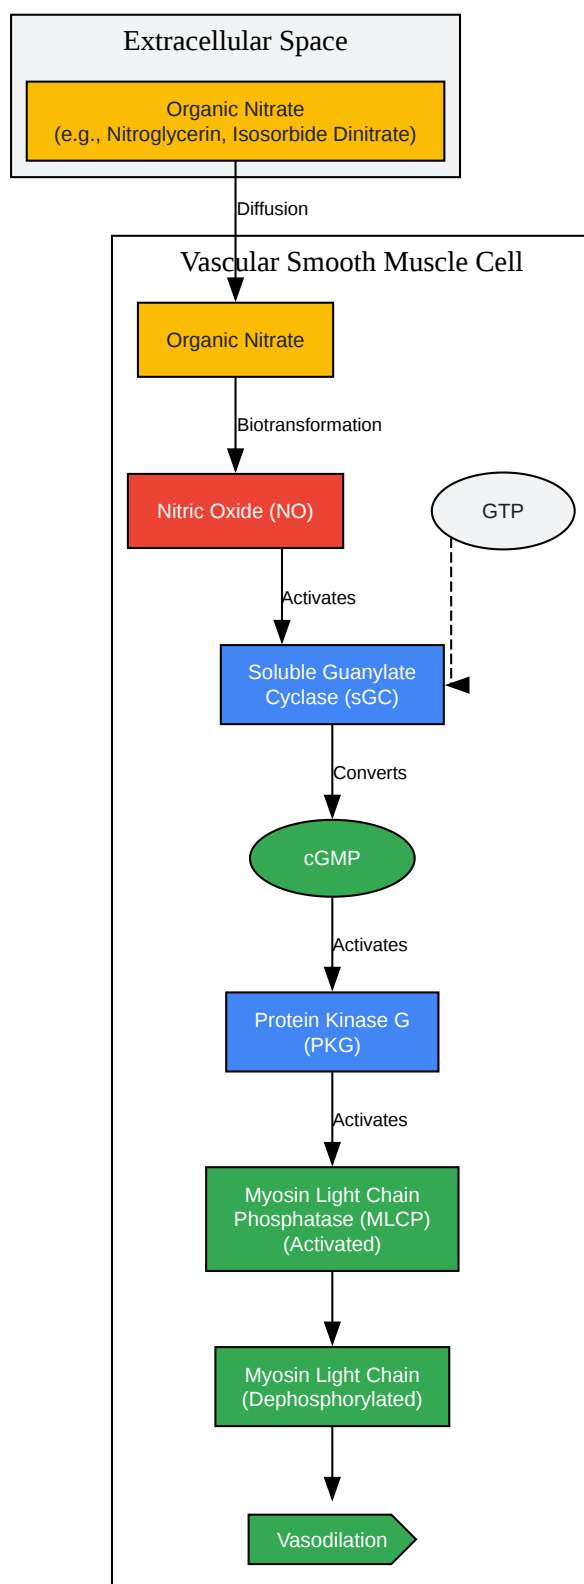 Extracellular Space
Organic Nitrate
(e.g., Nitroglycerin, Isosorbide Dinitrate)
Diffusion
Vascular Smooth Muscle Cell
Organic Nitrate
Biotransformation
Nitric Oxide (NO)
GTP
Activates
Soluble Guanylate
Cyclase (sGC)
Converts
cGMP
Activates
Protein Kinase G
(PKG)
Activates
Myosin Light Chain
Phosphatase (MLCP)
(Activated)
Myosin Light Chain
(Dephosphorylated)
Vasodilation